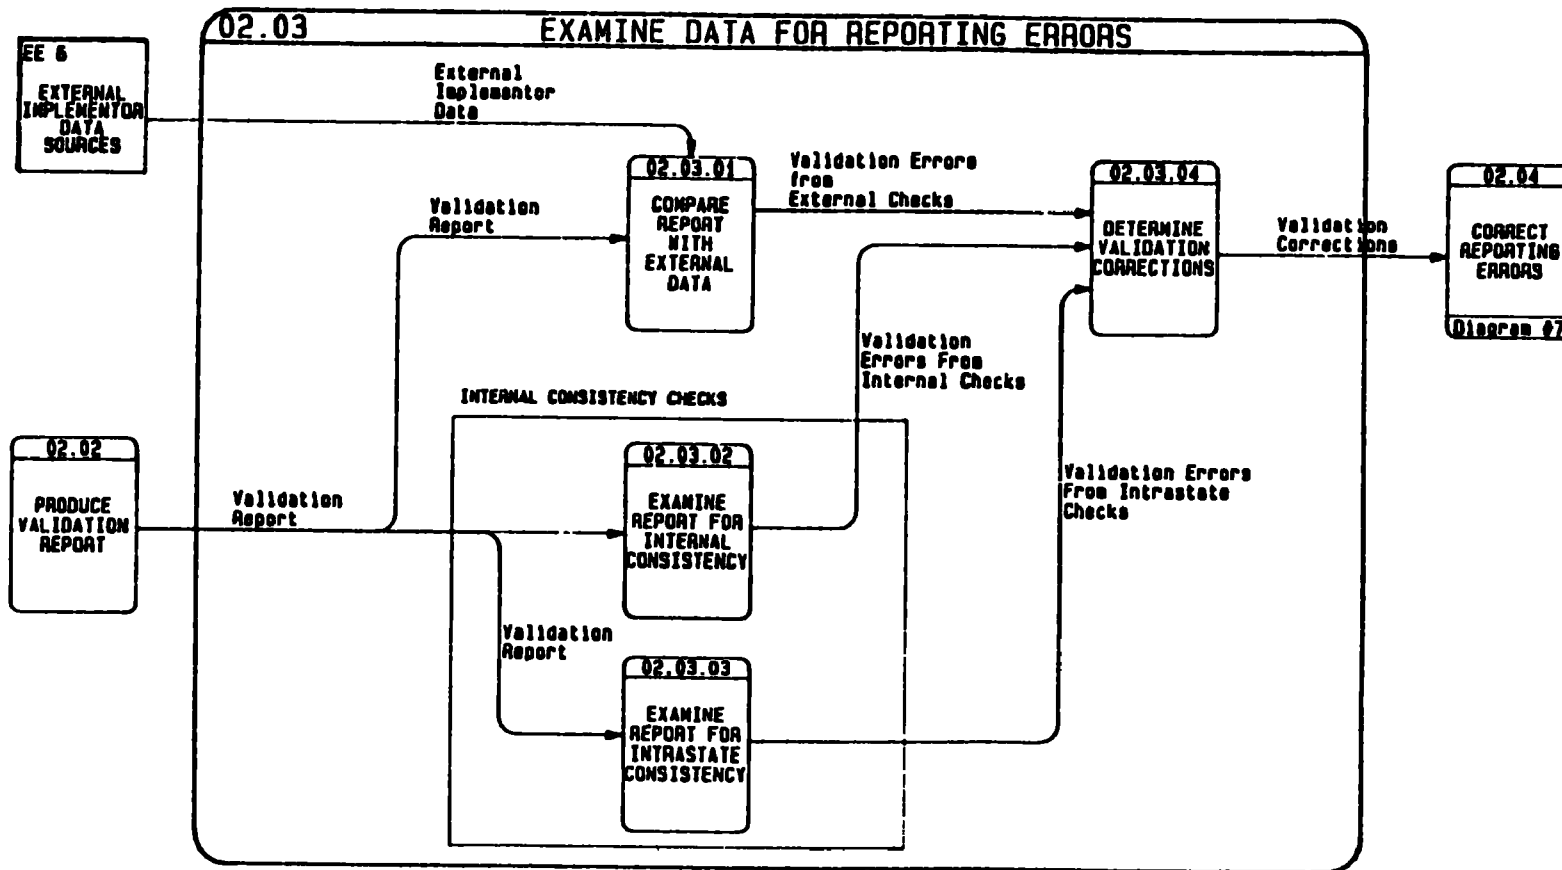 02.03 EXAMINE DATA FOR REPORTING ERRORS
EE 6
EXTERNAL
IMPLEMENTOR
DATA
SOURCES
External
Implementor
Data
02.03.01
COMPARE
REPORT
WITH
EXTERNAL
DATA
Validation Errors
from
External Checks
02.03.04
DETERMINE
VALIDATION
CORRECTIONS
Validation
Corrections
02.04
CORRECT
REPORTING
ERRORS
Diagram #7
Validation
Report
Validation
Errors From
Internal Checks
INTERNAL CONSISTENCY CHECKS
02.02
PRODUCE
VALIDATION
REPORT
Validation
Report
02.03.02
EXAMINE
REPORT FOR
INTERNAL
CONSISTENCY
Validation Errors
From Intrastate
Checks
Validation
Report
02.03.03
EXAMINE
REPORT FOR
INTRASTATE
CONSISTENCY